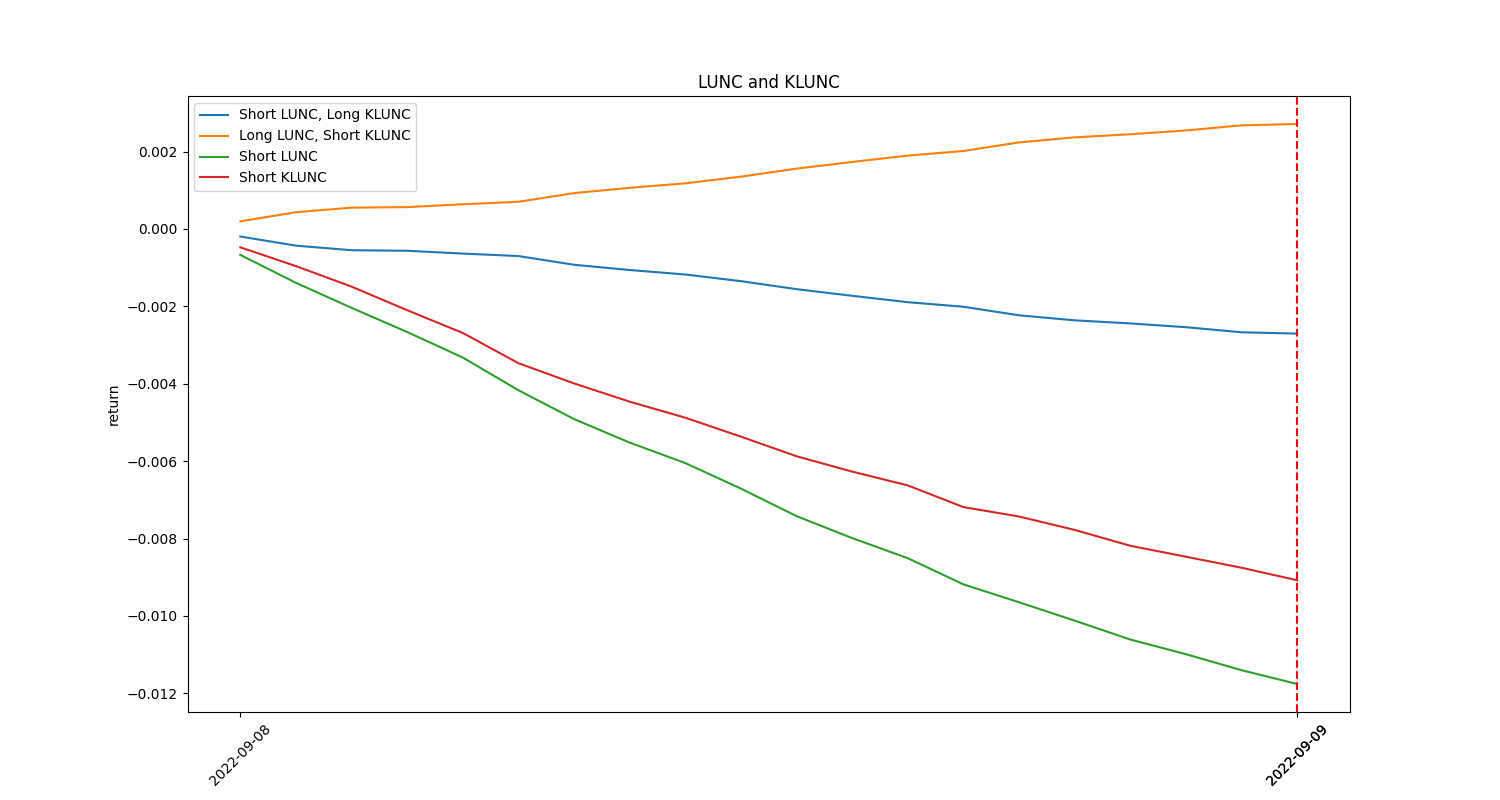 LUNC and KLUNC
Short LUNC, Long KLUNC
Long LUNC, Short KLUNC
Short LUNC
Short KLUNC
0.002
0.000
−0.002
−0.004
−0.006
−0.008
−0.010
−0.012
return
2022-09-08
2022-09-09